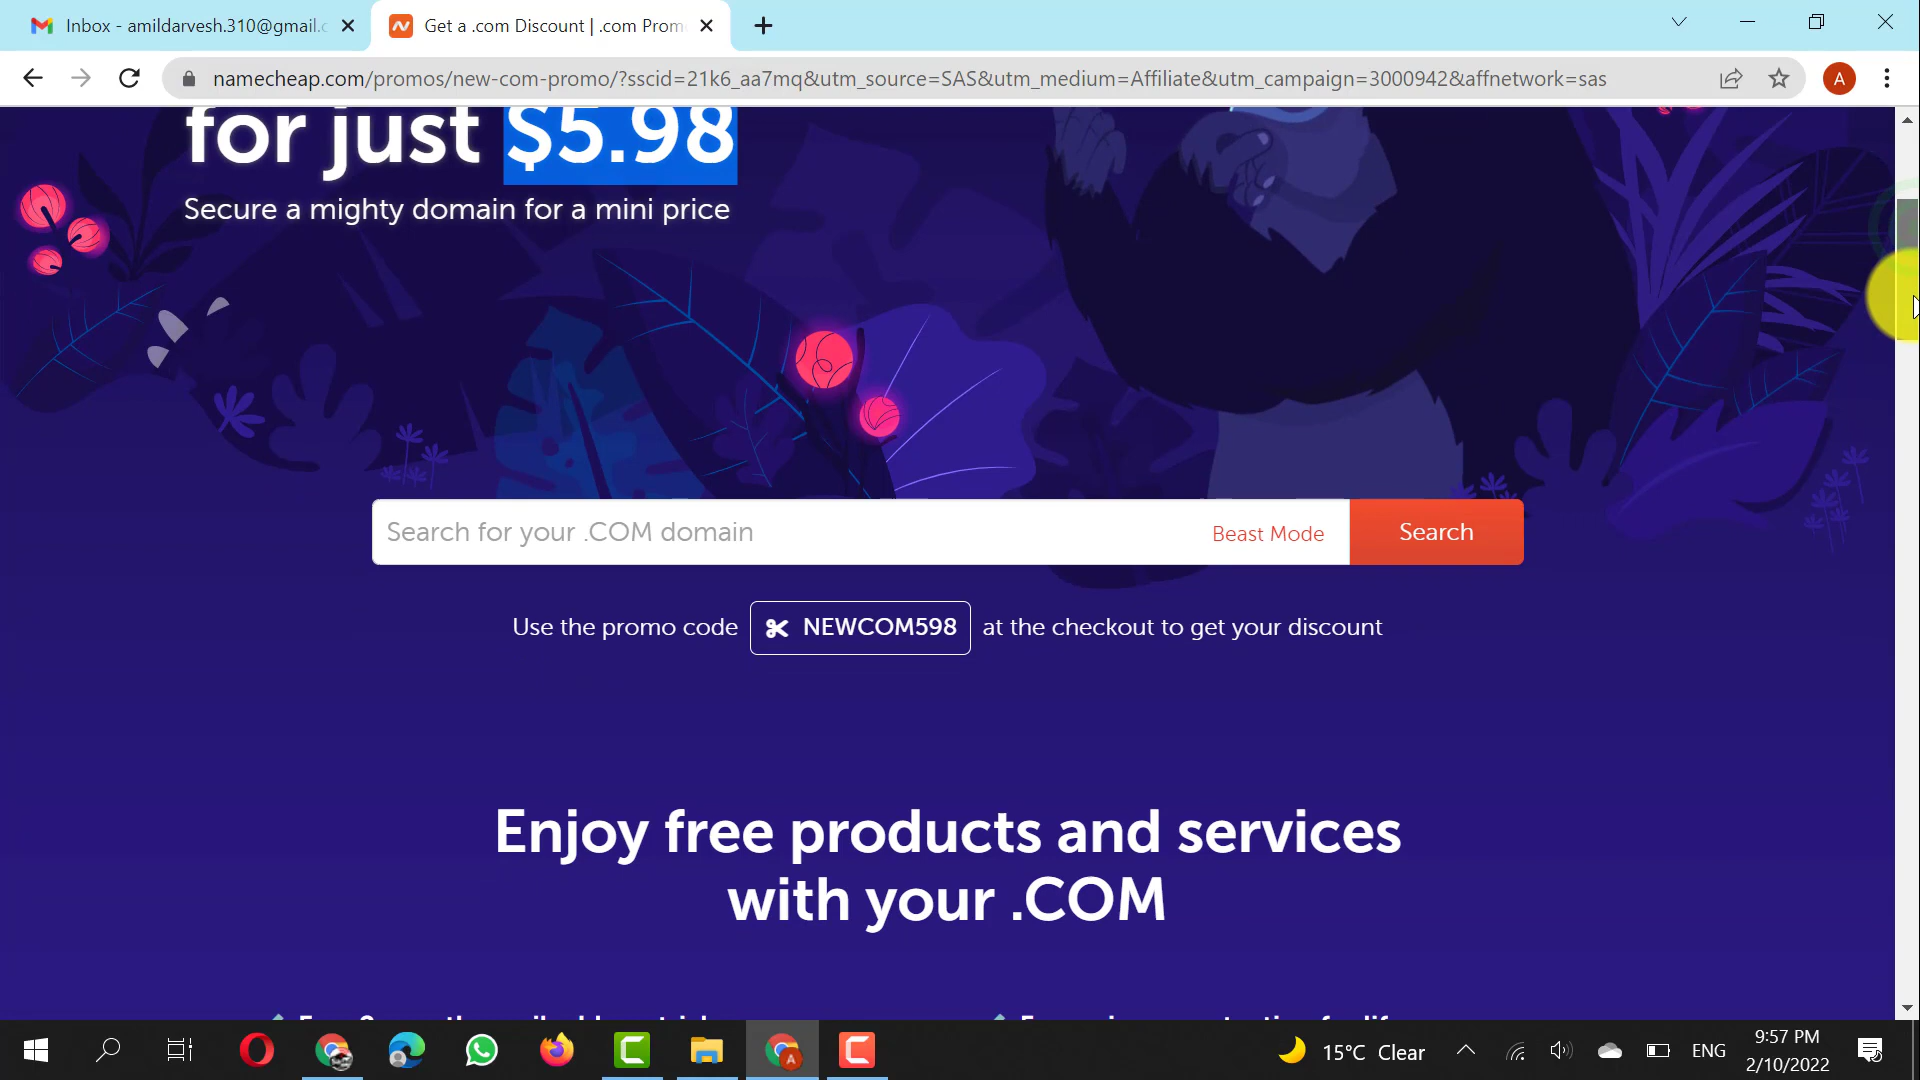 Inbox - amildarvesh.310@gmail.c
Get a .com Discount | .com Prom
namecheap.com/promos/new-com-promo/?sscid=21k6_aa7mq&utm_source=SAS&utm_medium=Affiliate&utm_campaign=3000942&affnetwork=sas
A
for just $5.98
Secure a mighty domain for a mini price
Search for your .COM domain
Beast Mode
Search
Use the promo code NEWCOM598 at the checkout to get your discount
Enjoy free products and services
with your .COM
A
15°C Clear
ENG
9:57 PM
2/10/2022